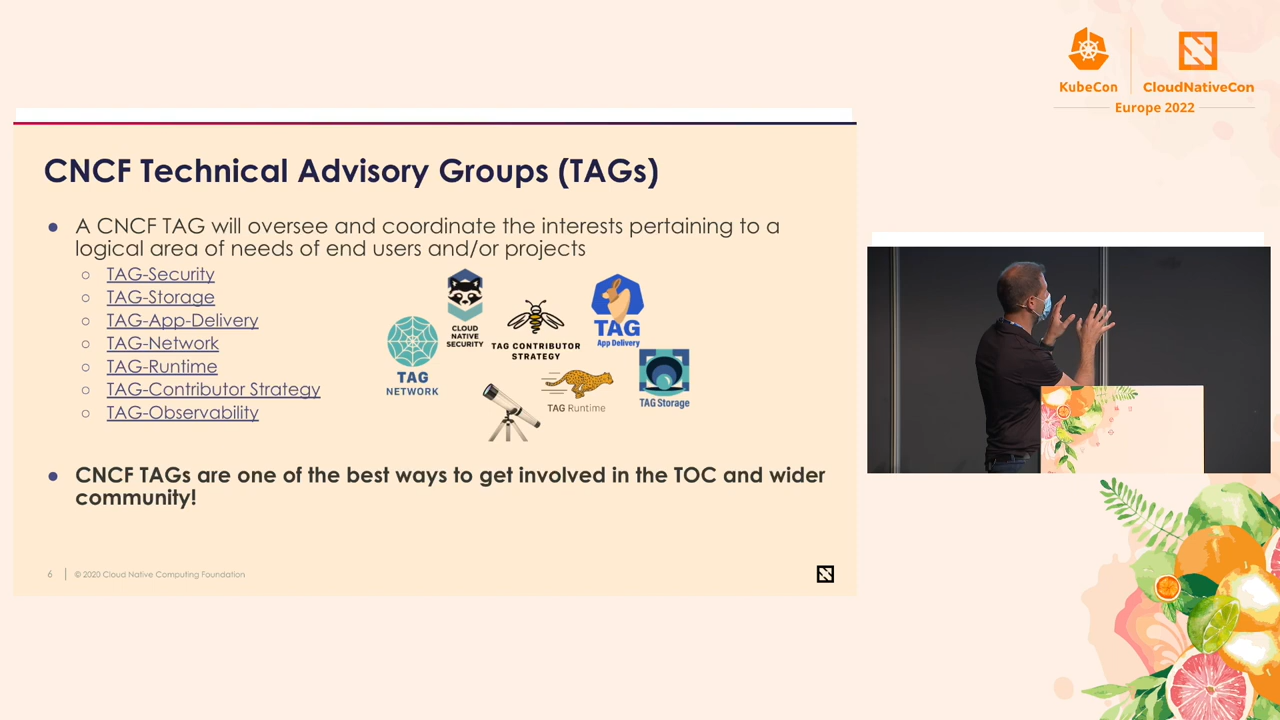 KubeCon
CloudNativeCon
Europe 2022
CNCF Technical Advisory Groups (TAGs)
● A CNCF TAG will oversee and coordinate the interests pertaining to a
logical area of needs of end users and/or projects
○ TAG-Security
○ TAG-Storage
○ TAG-App-Delivery
○ TAG-Network
○ TAG-Runtime
○ TAG-Contributor Strategy
○ TAG-Observability
CLOUD
NATIVE
SECURITY
TAG CONTRIBUTOR
STRATEGY
TAG
App Delivery
TAG
NETWORK
TAG Runtime
TAG Storage
● CNCF TAGs are one of the best ways to get involved in the TOC and wider
community!
6 | © 2020 Cloud Native Computing Foundation